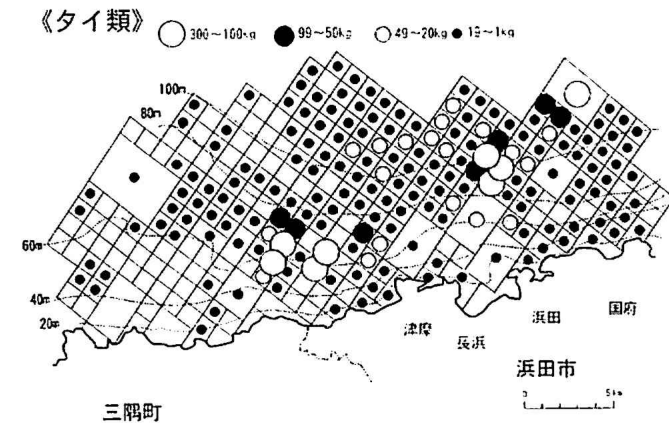 《タイ類》 300～100kg 99～50kg 49～20kg 19～1kg
100m
80m
60m
40m
20m
津摩 長浜 浜田 国府
浜田市
三隅町
0 5km